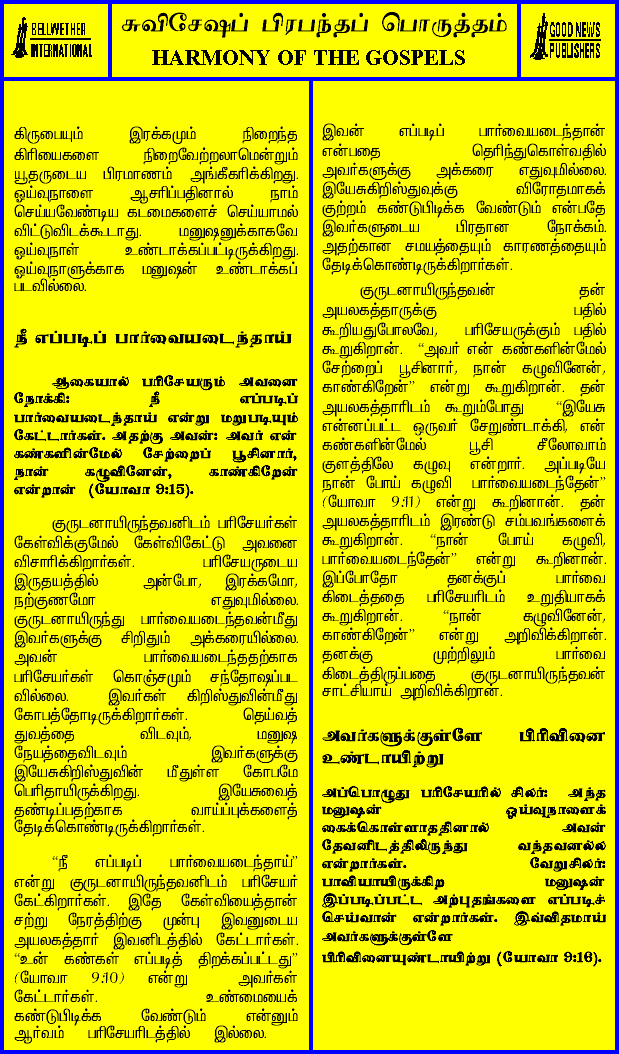 BELLWETHER
INTERNATIONAL
சுவிசேஷப் பிரபந்தப் பொருத்தம்
HARMONY OF THE GOSPELS
GOOD NEWS
PUBLISHERS
கிருபையும் இரக்கமும் நிறைந்த
கிரியைகளை நிறைவேற்றலாமென்றும்
யூதருடைய பிரமாணம் அங்கீகரிக்கிறது.
ஓய்வுநாளை ஆசரிப்பதினால் நாம்
செய்யவேண்டிய கடமைகளைச் செய்யாமல்
விட்டுவிடக்கூடாது. மனுஷனுக்காகவே
ஓய்வுநாள் உண்டாக்கப்பட்டிருக்கிறது.
ஓய்வுநாளுக்காக மனுஷன் உண்டாக்கப்
படவில்லை.
நீ எப்படிப் பார்வையடைந்தாய்
ஆகையால் பரிசேயரும் அவனை
நோக்கி: நீ எப்படிப்
பார்வையடைந்தாய் என்று மறுபடியும்
கேட்டார்கள். அதற்கு அவன்: அவர் என்
கண்களின்மேல் சேற்றைப் பூசினார்,
நான் கழுவினேன், காண்கிறேன்
என்றான் (யோவா 9:15).
குருடனாயிருந்தவனிடம் பரிசேயர்கள்
கேள்விக்குமேல் கேள்விகேட்டு அவனை
விசாரிக்கிறார்கள். பரிசேயருடைய
இருதயத்தில் அன்போ, இரக்கமோ,
நற்குணமோ எதுவுமில்லை.
குருடனாயிருந்து பார்வையடைந்தவன்மீது
இவர்களுக்கு சிறிதும் அக்கரையில்லை.
அவன் பார்வையடைந்ததற்காக
பரிசேயர்கள் கொஞ்சமும் சந்தோஷப்பட
வில்லை. இவர்கள் கிறிஸ்துவின்மீது
கோபத்தோடிருக்கிறார்கள். தெய்வத்
துவத்தை விடவும், மனுஷ
நேயத்தைவிடவும் இவர்களுக்கு
இயேசுகிறிஸ்துவின் மீதுள்ள கோபமே
பெரிதாயிருக்கிறது. இயேசுவைத்
தண்டிப்பதற்காக வாய்ப்புக்களைத்
தேடிக்கொண்டிருக்கிறார்கள்.
“நீ எப்படிப் பார்வையடைந்தாய்”
என்று குருடனாயிருந்தவனிடம் பரிசேயர்
கேட்கிறார்கள். இதே கேள்வியைத்தான்
சற்று நேரத்திற்கு முன்பு இவனுடைய
அயலகத்தார் இவனிடத்தில் கேட்டார்கள்.
“உன் கண்கள் எப்படித் திறக்கப்பட்டது”
(யோவா 9:10) என்று அவர்கள்
கேட்டார்கள். உண்மையைக்
கண்டுபிடிக்க வேண்டும் என்னும்
ஆர்வம் பரிசேயரிடத்தில் இல்லை.
இவன் எப்படிப் பார்வையடைந்தான்
என்பதை தெரிந்துகொள்வதில்
அவர்களுக்கு அக்கரை எதுவுமில்லை.
இயேசுகிறிஸ்துவுக்கு விரோதமாகக்
குற்றம் கண்டுபிடிக்க வேண்டும் என்பதே
இவர்களுடைய பிரதான நோக்கம்.
அதற்கான சமயத்தையும் காரணத்தையும்
தேடிக்கொண்டிருக்கிறார்கள்.
குருடனாயிருந்தவன் தன்
அயலகத்தாருக்கு பதில்
கூறியதுபோலவே, பரிசேயருக்கும் பதில்
கூறுகிறான். “அவர் என் கண்களின்மேல்
சேற்றைப் பூசினார், நான் கழுவினேன்,
காண்கிறேன்” என்று கூறுகிறான். தன்
அயலகத்தாரிடம் கூறும்போது “இயேசு
என்னப்பட்ட ஒருவர் சேறுண்டாக்கி, என்
கண்களின்மேல் பூசி சீலோவாம்
குளத்திலே கழுவு என்றார். அப்படியே
நான் போய் கழுவி பார்வையடைந்தேன்”
(யோவா 9:11) என்று கூறினான். தன்
அயலகத்தாரிடம் இரண்டு சம்பவங்களைக்
கூறுகிறான். “நான் போய் கழுவி,
பார்வையடைந்தேன்” என்று கூறினான்.
இப்போதோ தனக்குப் பார்வை
கிடைத்ததை பரிசேயரிடம் உறுதியாகக்
கூறுகிறான். “நான் கழுவினேன்,
காண்கிறேன்” என்று அறிவிக்கிறான்.
தனக்கு முற்றிலும் பார்வை
கிடைத்திருப்பதை குருடனாயிருந்தவன்
சாட்சியாய் அறிவிக்கிறான்.
அவர்களுக்குள்ளே பிரிவினை
உண்டாயிற்று
அப்பொழுது பரிசேயரில் சிலர்: அந்த
மனுஷன் ஓய்வுநாளைக்
கைக்கொள்ளாததினால் அவன்
தேவனிடத்திலிருந்து வந்தவனல்ல
என்றார்கள். வேறுசிலர்:
பாவியாயிருக்கிற மனுஷன்
இப்படிப்பட்ட அற்புதங்களை எப்படிச்
செய்வான் என்றார்கள். இவ்விதமாய்
அவர்களுக்குள்ளே
பிரிவினையுண்டாயிற்று (யோவா 9:16).